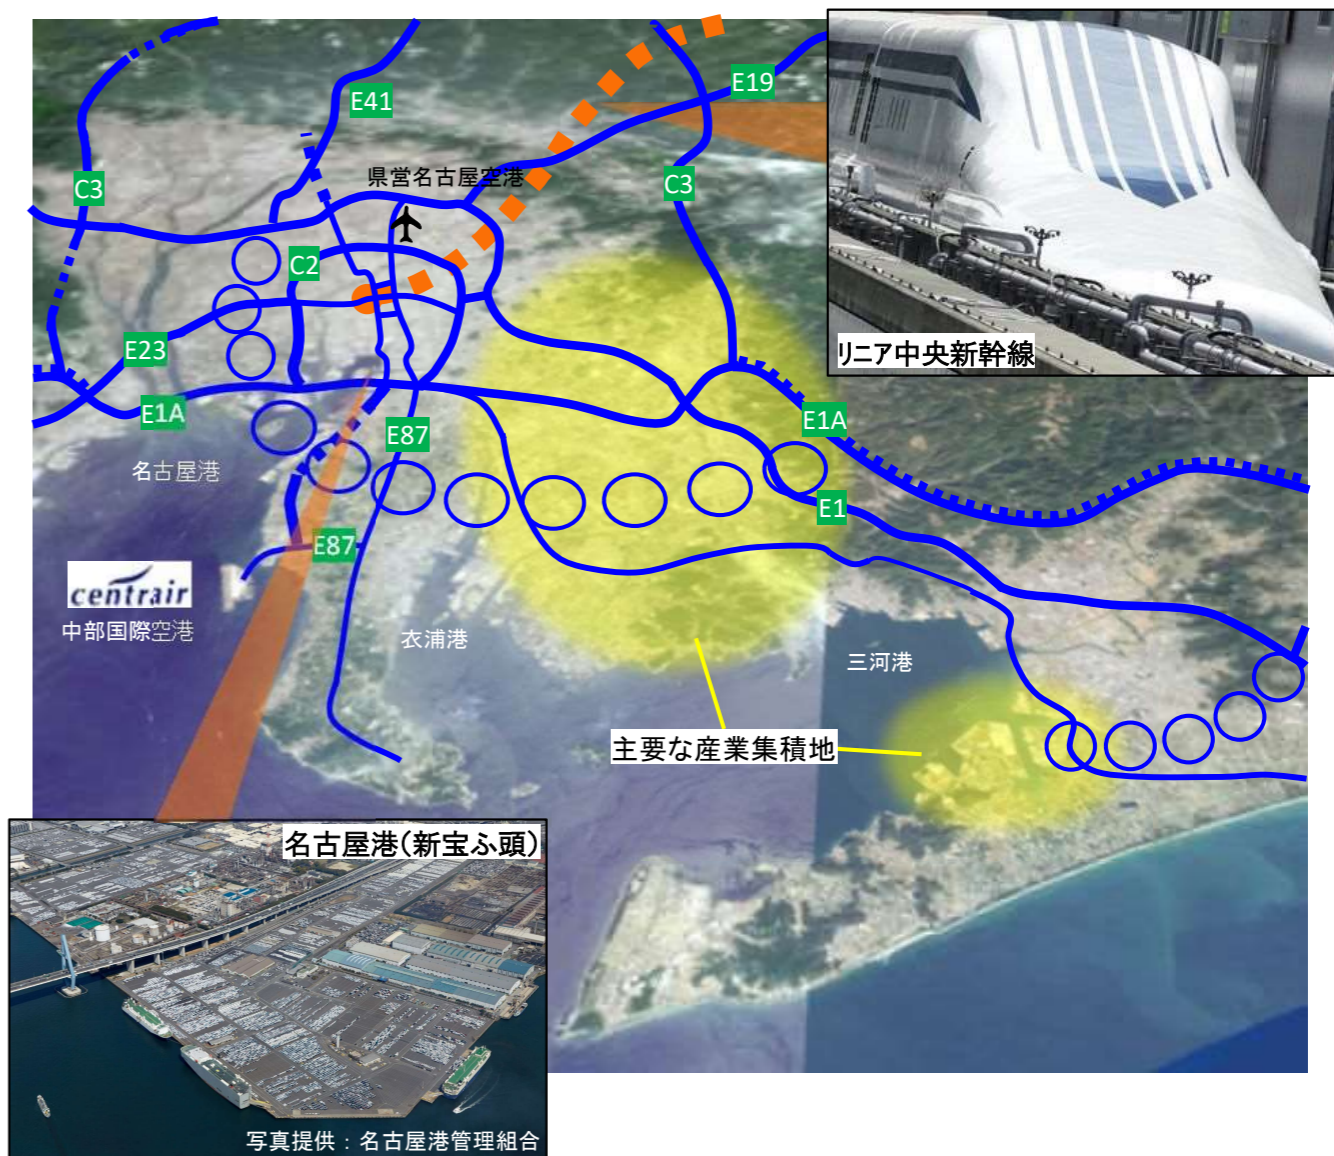 E19
E41
県営名古屋空港
C3
C3
C2
リニア中央新幹線
E23
E1A
E1A
E87
名古屋港
E1
E87
centrair
中部国際空港
衣浦港
三河港
主要な産業集積地
名古屋港(新宝ふ頭)
写真提供：名古屋港管理組合